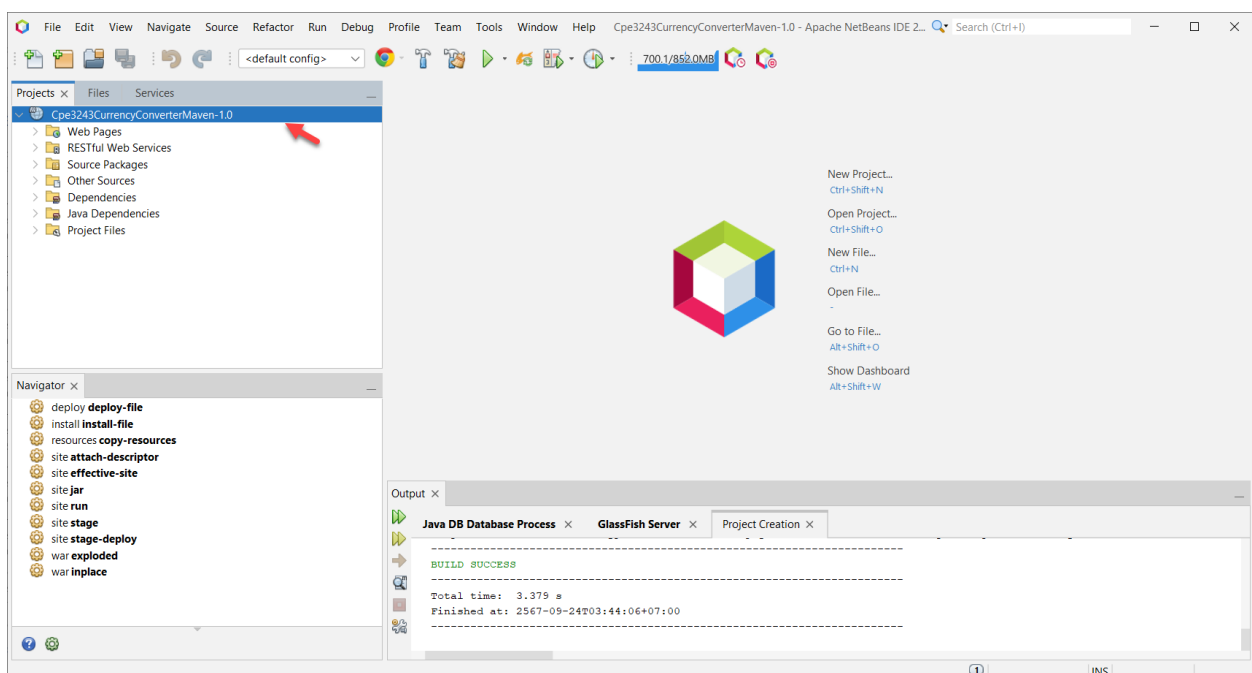 File Edit View Navigate Source Refactor Run Debug Profile Team Tools Window Help Cpe3243CurrencyConverterMaven-1.0 - Apache NetBeans IDE 2... Search (Ctrl+I)
<default config> 700.1/852.0MB
Projects Files Services
Cpe3243CurrencyConverterMaven-1.0
Web Pages
RESTful Web Services
Source Packages
Other Sources
Dependencies
Java Dependencies
Project Files
New Project...
Ctrl+Shift+N
Open Project...
Ctrl+Shift+O
New File...
Ctrl+N
Open File...
-
Go to File...
Alt+Shift+O
Show Dashboard
Alt+Shift+W
Navigator
deploy deploy-file
install install-file
resources copy-resources
site attach-descriptor
site effective-site
site jar
site run
site stage
site stage-deploy
war exploded
war inplace
Output
Java DB Database Process GlassFish Server Project Creation
------------------------------------------------------------------------
BUILD SUCCESS
------------------------------------------------------------------------
Total time: 3.379 s
Finished at: 2567-09-24T03:44:06+07:00
------------------------------------------------------------------------
1 INS